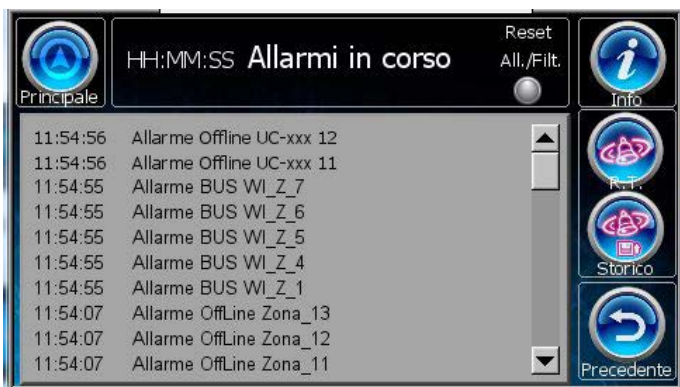 Principale
HH:MM:SS Allarmi in corso
Reset
All./Filt.
Info
11:54:56 Allarme Offline UC-xxx 12
11:54:56 Allarme Offline UC-xxx 11
11:54:55 Allarme BUS WI_Z_7
11:54:55 Allarme BUS WI_Z_6
11:54:55 Allarme BUS WI_Z_5
11:54:55 Allarme BUS WI_Z_4
11:54:55 Allarme BUS WI_Z_1
11:54:07 Allarme OffLine Zona_13
11:54:07 Allarme OffLine Zona_12
11:54:07 Allarme OffLine Zona_11
R.T.
Storico
Precedente